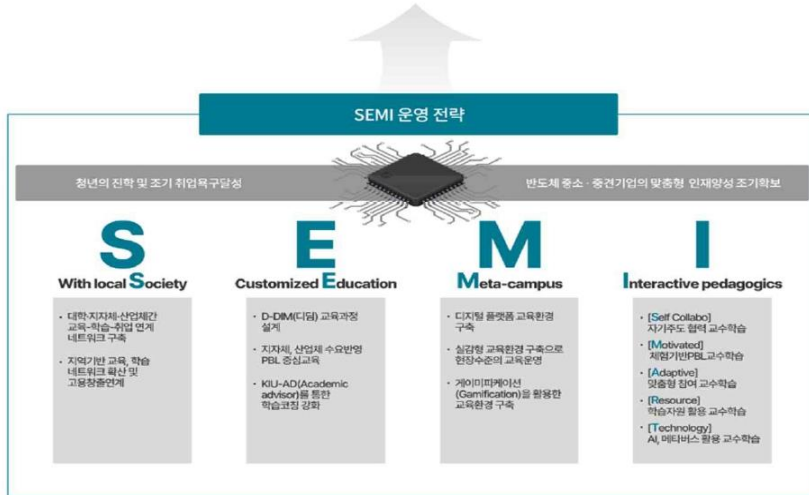 SEMI 운영 전략
청년의 진학 및 조기 취업욕구달성
반도체 중소 · 중견기업의 맞춤형 인재양성 조기확보
S
With local Society
• 대학·지자체·산업체간
교육-학습-취업 연계
네트워크 구축
• 지역기반 교육, 학습
네트워크 확산 및
고용창출연계
E
Customized Education
• D-DIM(디딤) 교육과정
설계
• 지자체, 산업체 수요반영
PBL 중심교육
• KIU-AD(Academic
advisor)를 통한
학습코칭 강화
M
Meta-campus
• 디지털 플랫폼 교육환경
구축
• 실감형 교육환경 구축으로
현장수준의 교육운영
• 게이미피케이션
(Gamification)을 활용한
교육환경 구축
I
Interactive pedagogics
• [Self Collabo]
자기주도 협력 교수학습
• [Motivated]
체험기반PBL교수학습
• [Adaptive]
맞춤형 참여 교수학습
• [Resource]
학습자원 활용 교수학습
• [Technology]
AI, 메타버스 활용 교수학습